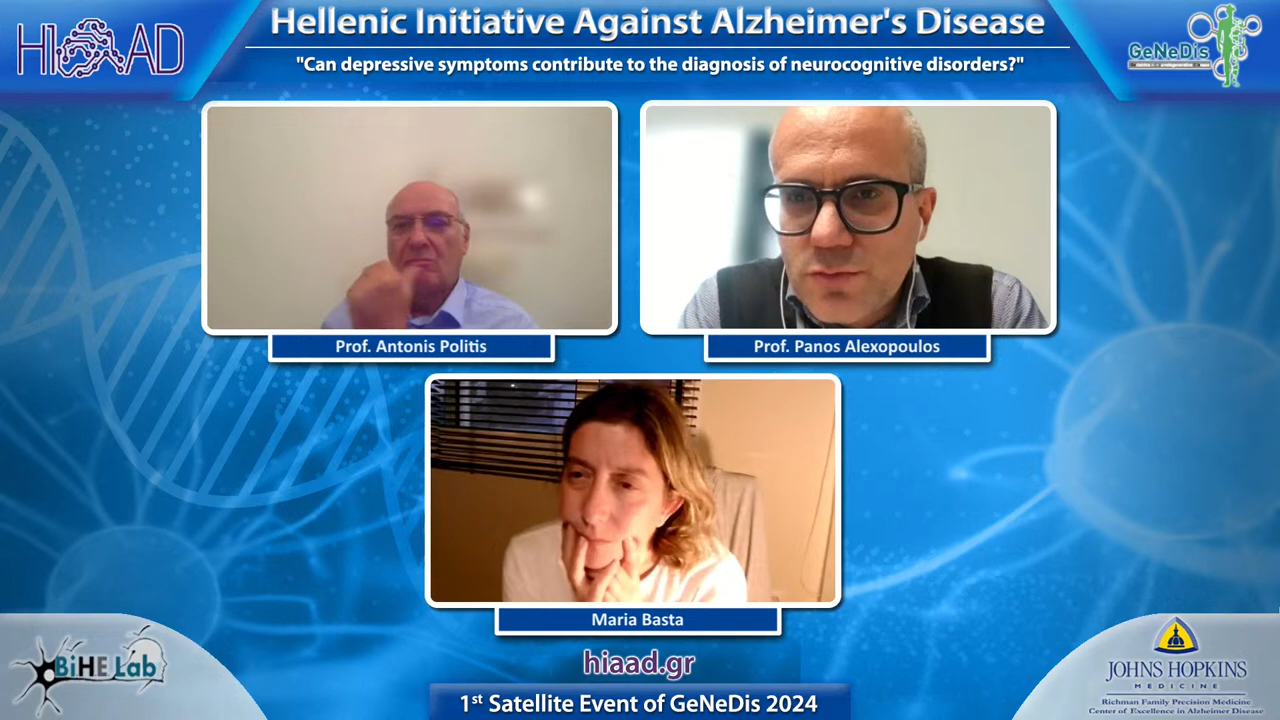 HIAAD
Hellenic Initiative Against Alzheimer's Disease
GeNeDis
"Can depressive symptoms contribute to the diagnosis of neurocognitive disorders?"
Prof. Antonis Politis
Prof. Panos Alexopoulos
Maria Basta
hiaad.gr
1st Satellite Event of GeNeDis 2024
BiHE Lab
JOHNS HOPKINS
MEDICINE
Richman Family Precision Medicine
Center of Excellence in Alzheimer Disease